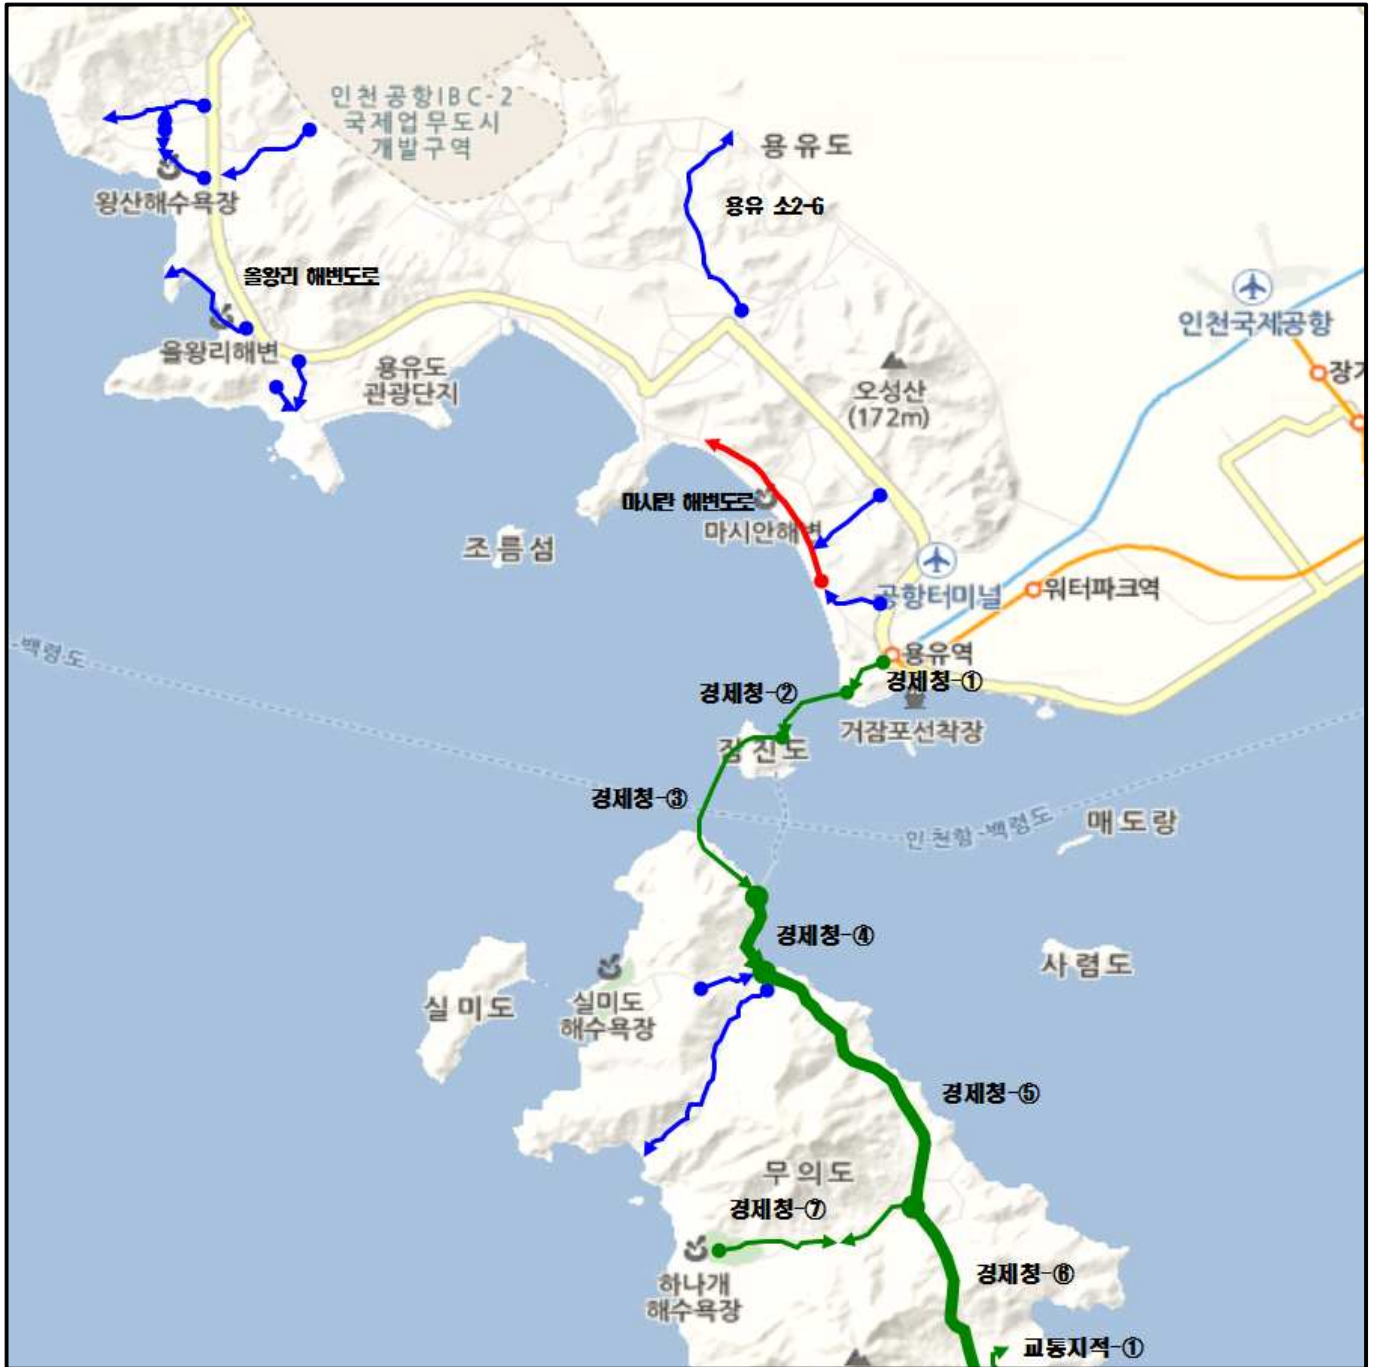 인천공항IBC-2
국제업무도시
개발구역
용유도
용유 소2-6
왕산해수욕장
을왕리 해변도로
인천국제공항
을왕리해변
용유도
관광단지
오성산
(172m)
장기
마시란 해변도로
마시안해변
조름섬
공항터미널
워터파크역
-백령도
용유역
경제청-①
경제청-②
거잠포선착장
잠진도
경제청-③
매도랑
인천항-백령도
경제청-④
사렴도
실미도
실미도
해수욕장
경제청-⑤
무의도
경제청-⑦
하나개
해수욕장
경제청-⑥
교통지적-①